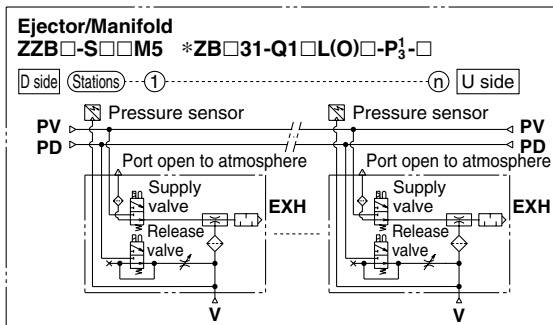 Ejector/Manifold
ZZB□-S□□M5 *ZB□31-Q1□L(O)□-P¹₃-□
D side Stations 1 n U side
Pressure sensor Pressure sensor
PV PV
PD PD
Port open to atmosphere Port open to atmosphere
Supply valve EXH Supply valve EXH
Release valve Release valve
V V